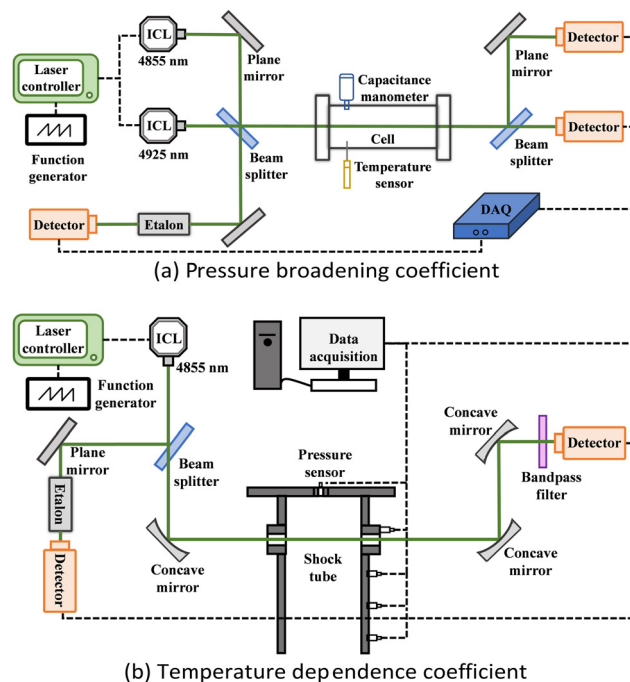 ICL
4855 nm
Laser
controller
Plane
mirror
Detector
Plane
mirror
Capacitance
manometer
ICL
4925 nm
Function
generator
Beam
splitter
Cell
Temperature
sensor
Beam
splitter
Detector
Detector
Etalon
DAQ
(a) Pressure broadening coefficient
Laser
controller
ICL
4855 nm
Function
generator
Data
acquisition
Plane
mirror
Beam
splitter
Etalon
Detector
Concave
mirror
Pressure
sensor
Shock
tube
Concave
mirror
Detector
Bandpass
filter
Concave
mirror
(b) Temperature dependence coefficient